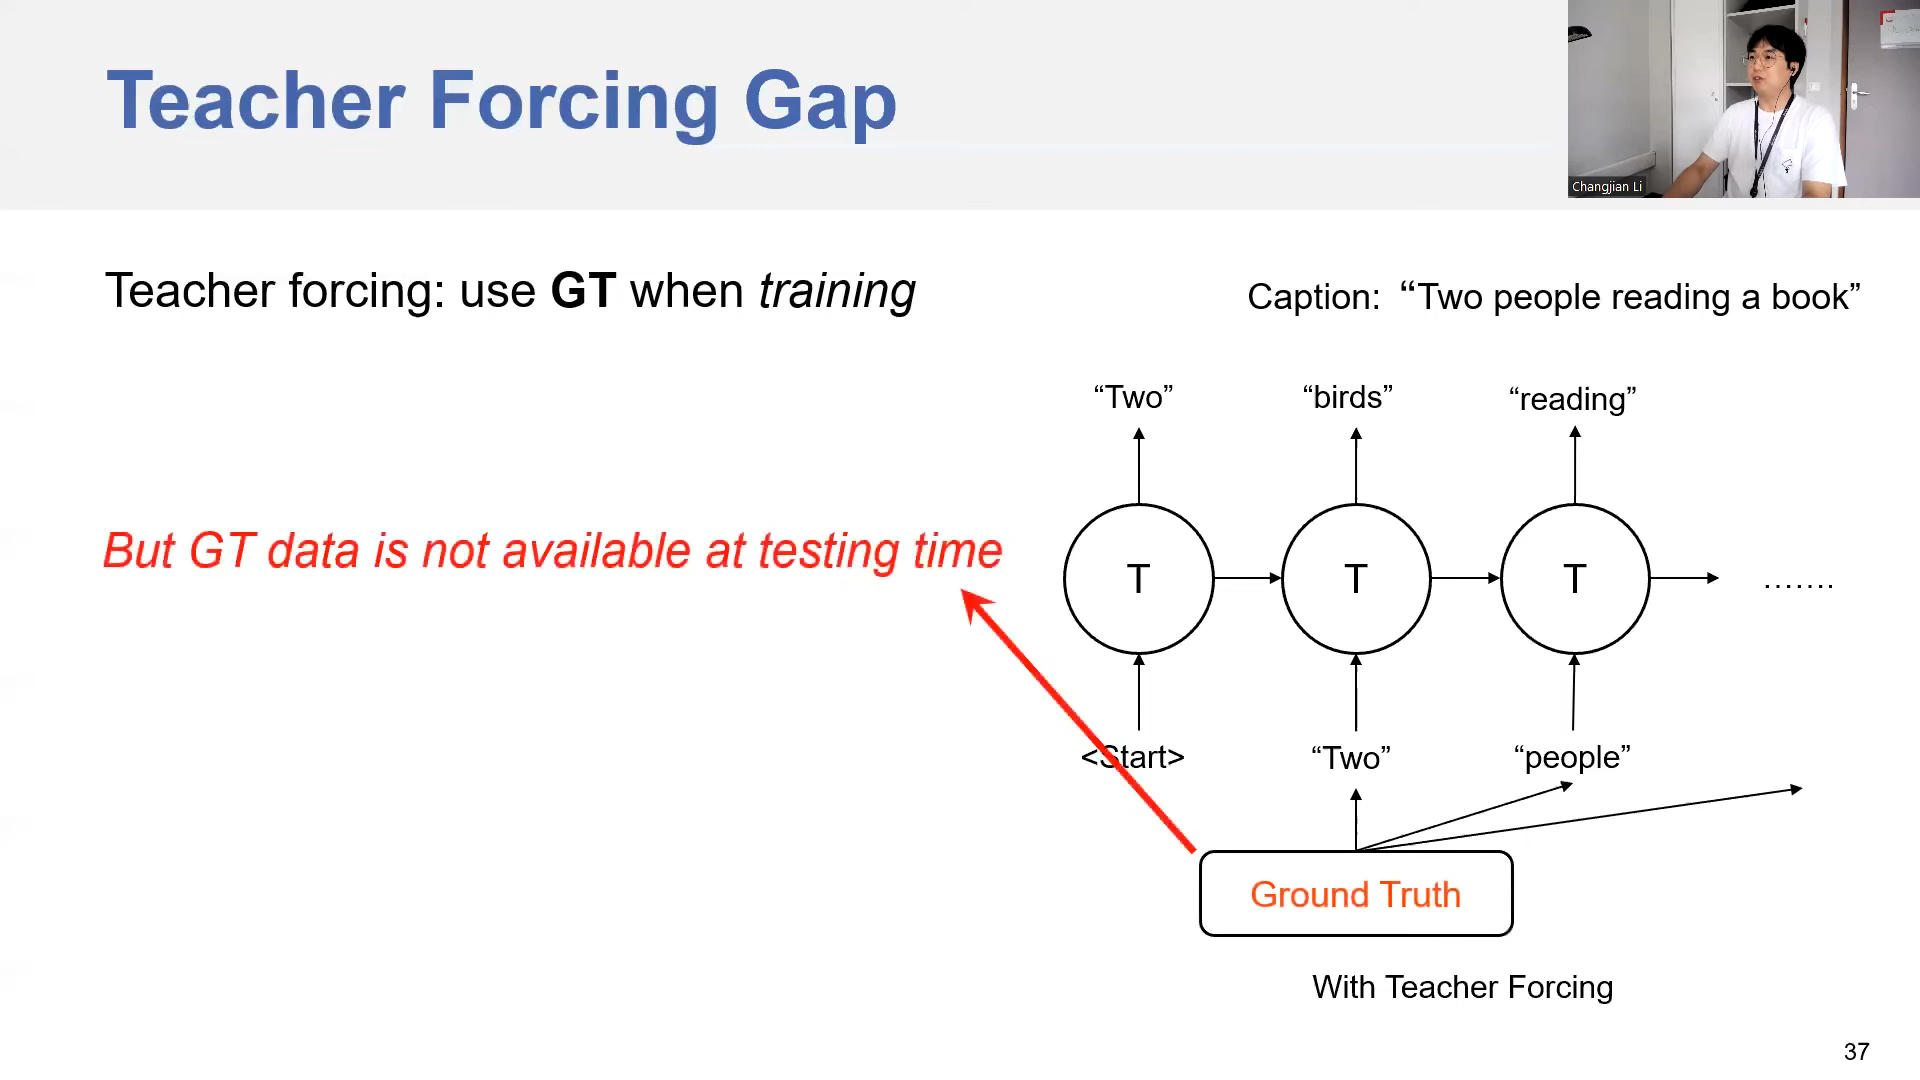 Teacher Forcing Gap
Changjian Li
Teacher forcing: use GT when training
Caption: “Two people reading a book”
“Two” “birds” “reading”
But GT data is not available at testing time
T T T .......
<Start> “Two” “people”
Ground Truth
With Teacher Forcing
37